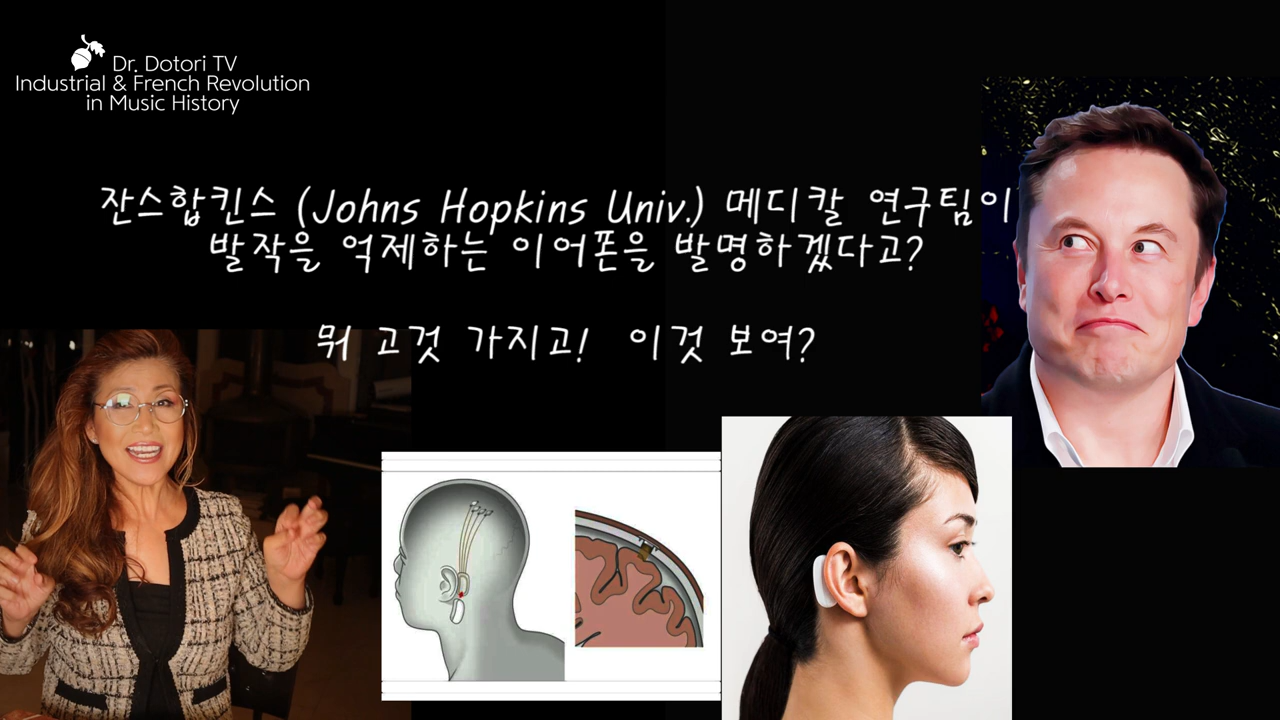 Dr. Dotori TV
Industrial & French Revolution
in Music History
잔스합킨스 (Johns Hopkins Univ.) 메디칼 연구팀이
발작을 억제하는 이어폰을 발명하겠다고?
뭐 고것 가지고! 이것 보여?